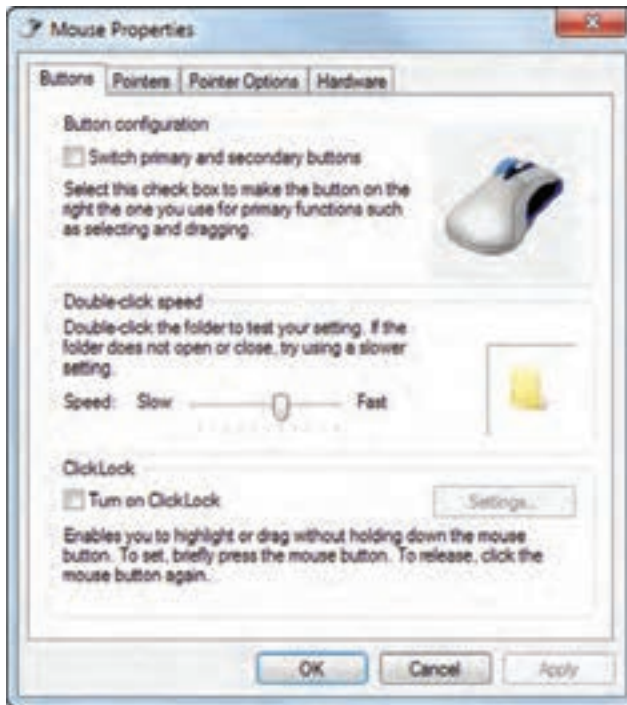 Mouse Properties
Buttons Pointers Pointer Options Hardware
Button configuration
Switch primary and secondary buttons
Select this check box to make the button on the
right the one you use for primary functions such
as selecting and dragging.
Double-click speed
Double-click the folder to test your setting. If the
folder does not open or close, try using a slower
setting.
Speed: Slow Fast
ClickLock
Turn on ClickLock
Settings...
Enables you to highlight or drag without holding down the mouse
button. To set, briefly press the mouse button. To release, click the
mouse button again.
OK Cancel Apply